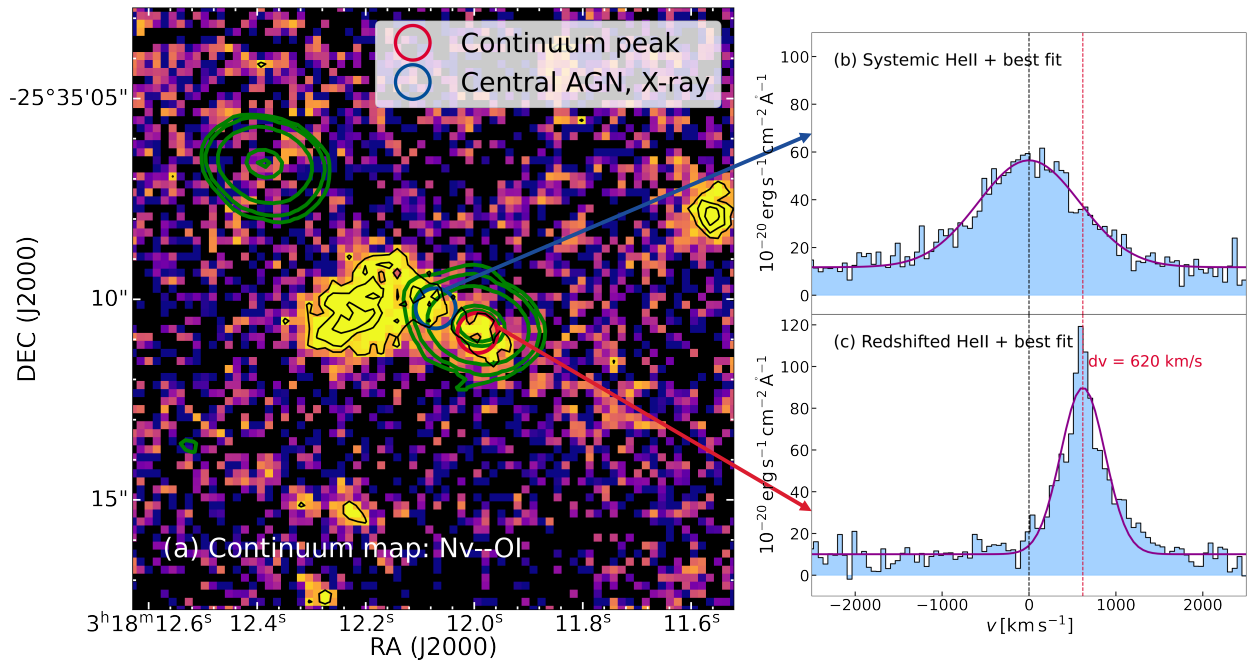 Continuum peak
Central AGN, X-ray
-25°35'05"
10"
15"
DEC (J2000)
(a) Continuum map: Nv--OI
3ʰ18ᵐ12.6ˢ 12.4ˢ 12.2ˢ 12.0ˢ 11.8ˢ 11.6ˢ
RA (J2000)
(b) Systemic HeII + best fit
100
80
60
40
20
0
10⁻²⁰ erg s⁻¹ cm⁻² Å⁻¹
(c) Redshifted HeII + best fit
dv = 620 km/s
120
100
80
60
40
20
0
10⁻²⁰ erg s⁻¹ cm⁻² Å⁻¹
−2000 −1000 0 1000 2000
v [km s⁻¹]